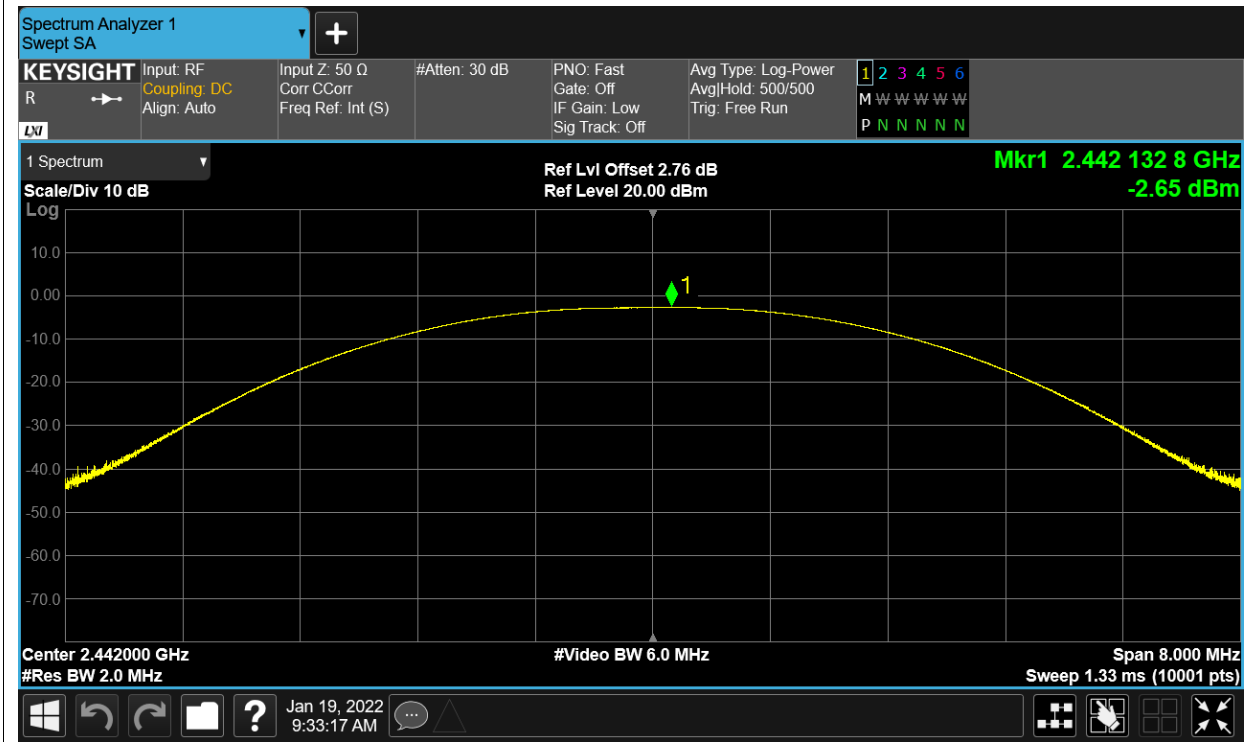 Spectrum Analyzer 1
Swept SA
+
KEYSIGHT
R
LXI
Input: RF
Coupling: DC
Align: Auto
Input Z: 50 Ω
Corr CCorr
Freq Ref: Int (S)
#Atten: 30 dB
PNO: Fast
Gate: Off
IF Gain: Low
Sig Track: Off
Avg Type: Log-Power
Avg|Hold: 500/500
Trig: Free Run
1 2 3 4 5 6
M W W W W W
P N N N N N
1 Spectrum
Scale/Div 10 dB
Log
Ref Lvl Offset 2.76 dB
Ref Level 20.00 dBm
Mkr1 2.442 132 8 GHz
-2.65 dBm
1
10.0
0.00
-10.0
-20.0
-30.0
-40.0
-50.0
-60.0
-70.0
Center 2.442000 GHz
#Video BW 6.0 MHz
Span 8.000 MHz
#Res BW 2.0 MHz
Sweep 1.33 ms (10001 pts)
?
Jan 19, 2022
9:33:17 AM